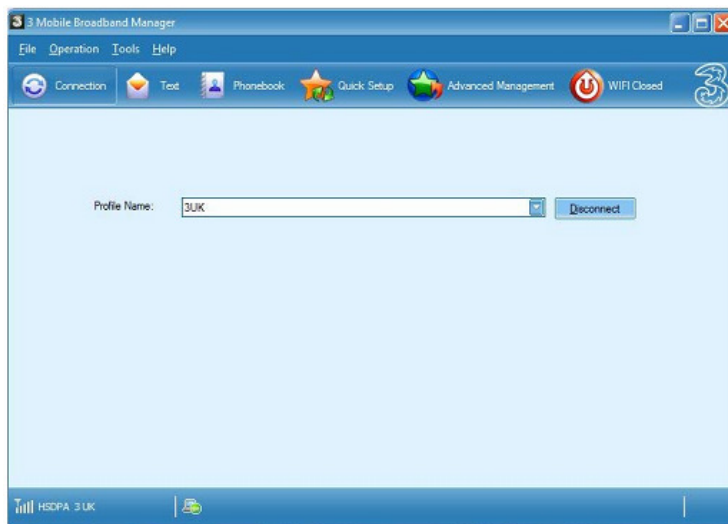 3 Mobile Broadband Manager
File Operation Tools Help
Connection Text Phonebook Quick Setup Advanced Management WIFI Closed 3
Profile Name: 3UK Disconnect
HSDPA 3 UK